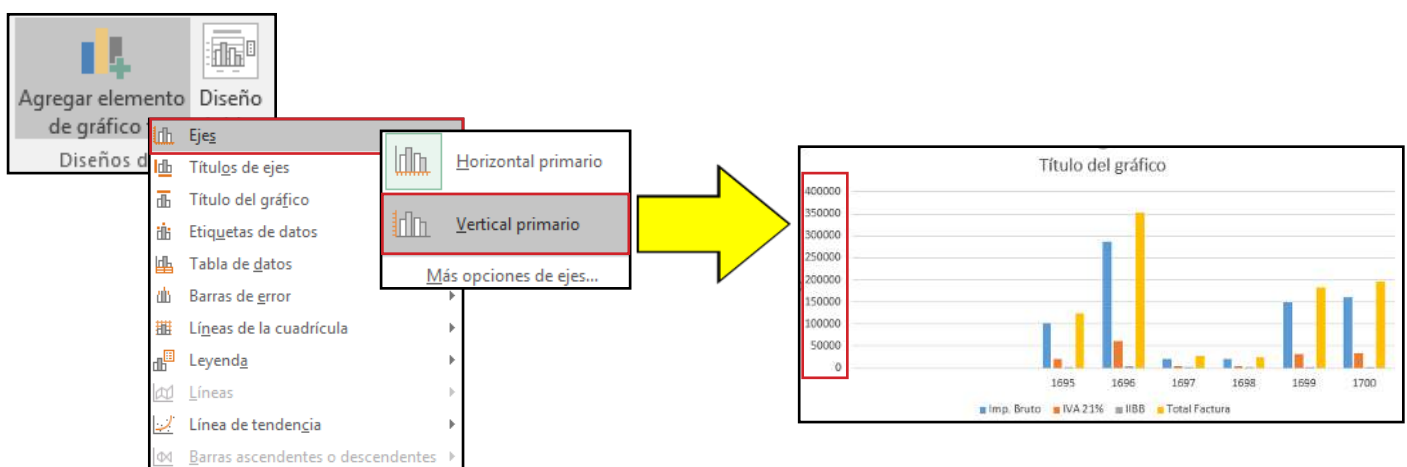 Agregar elemento
de gráfico
Diseño
Diseños d
Ejes
Títulos de ejes
Título del gráfico
Etiquetas de datos
Tabla de datos
Barras de error
Líneas de la cuadrícula
Leyenda
Líneas
Línea de tendencia
Barras ascendentes o descendentes
Horizontal primario
Vertical primario
Más opciones de ejes...
Título del gráfico
400000
350000
300000
250000
200000
150000
100000
50000
0
1695 1696 1697 1698 1699 1700
Imp. Bruto IVA 21% IIBB Total Factura